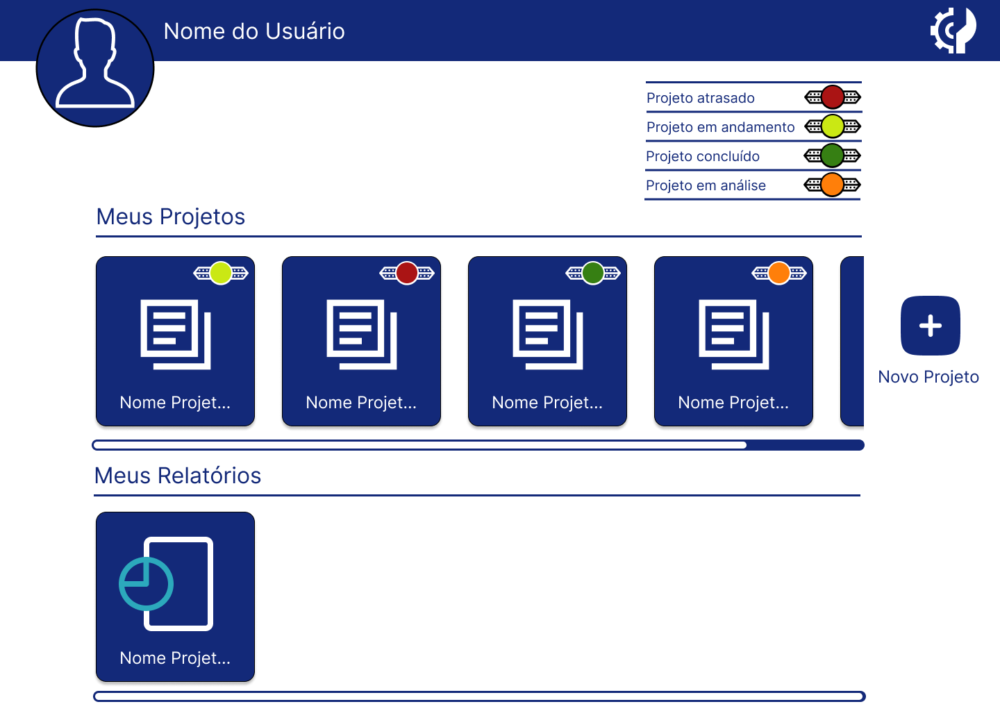 Nome do Usuário
Projeto atrasado
Projeto em andamento
Projeto concluído
Projeto em análise
Meus Projetos
Nome Projet...
Nome Projet...
Nome Projet...
Nome Projet...
Novo Projeto
Meus Relatórios
Nome Projet...